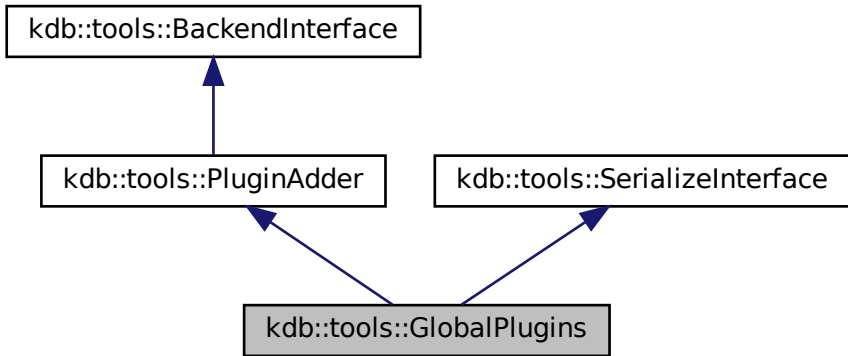 kdb::tools::BackendInterface
kdb::tools::PluginAdder
kdb::tools::SerializeInterface
kdb::tools::GlobalPlugins